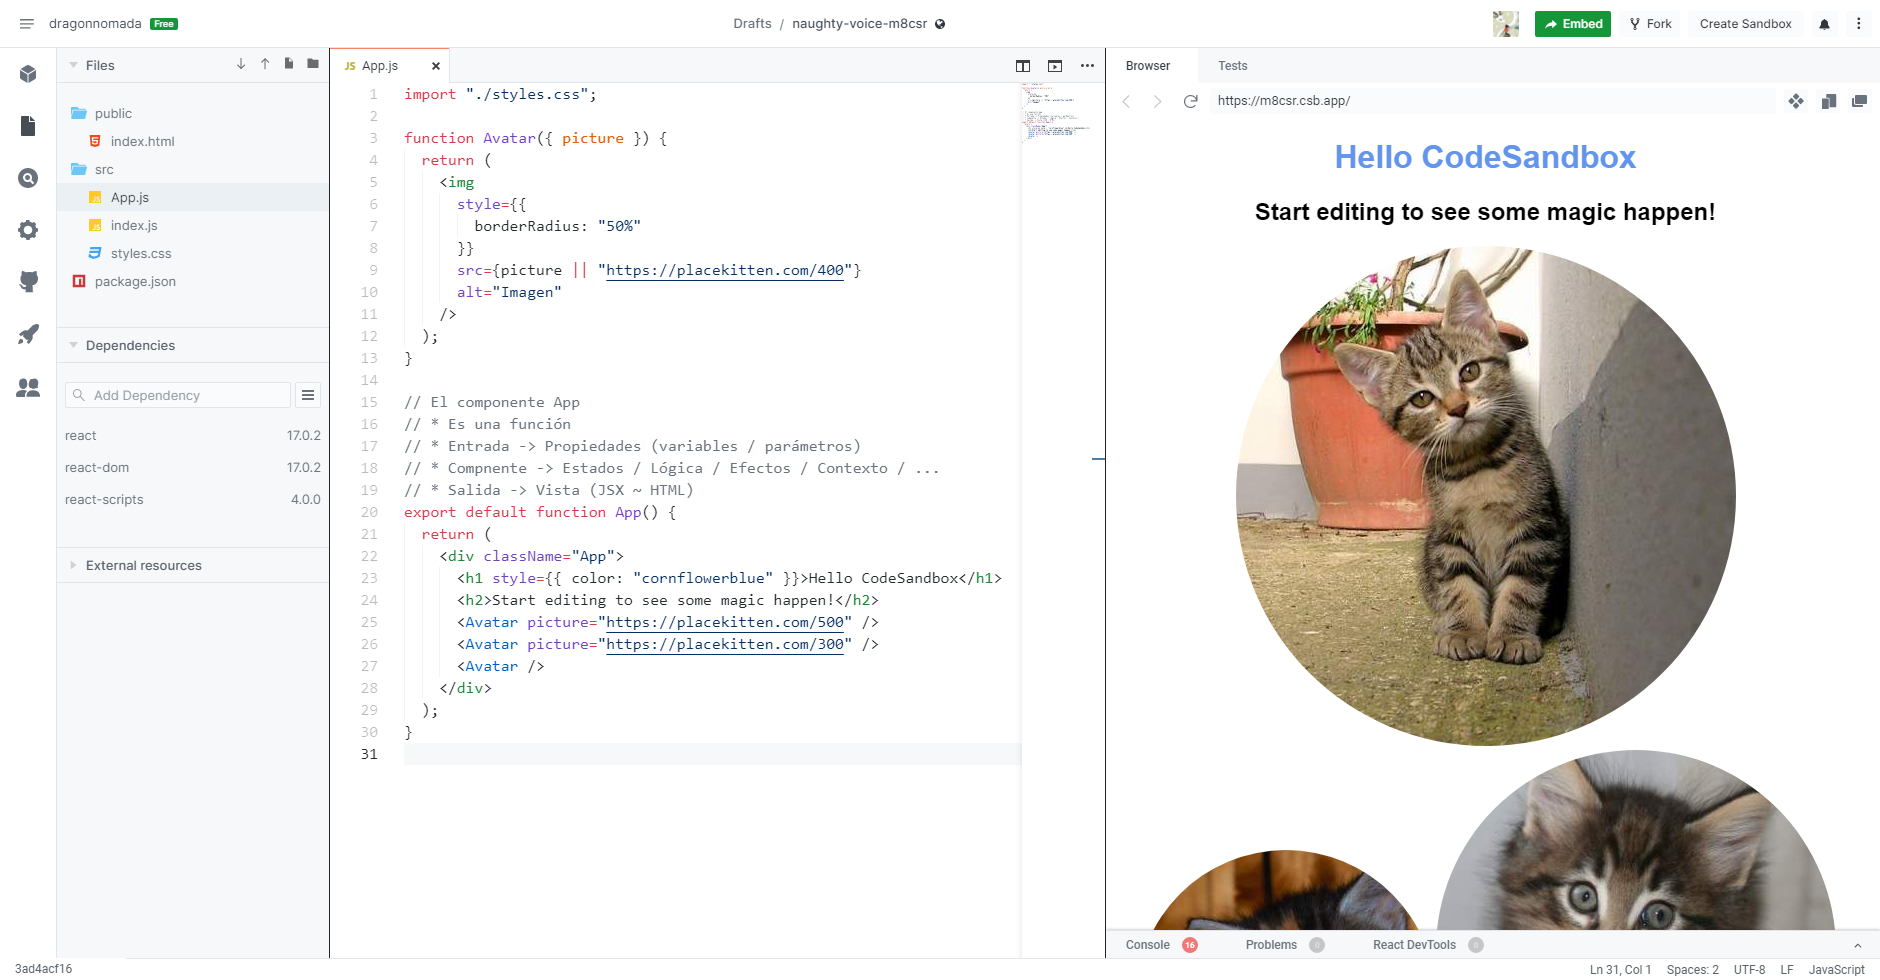 dragonnomada Free
Drafts / naughty-voice-m8csr
Embed Fork Create Sandbox
Files
public
index.html
src
App.js
index.js
styles.css
package.json
Dependencies
Add Dependency
react 17.0.2
react-dom 17.0.2
react-scripts 4.0.0
External resources
JS App.js
1 import "./styles.css";
2
3 function Avatar({ picture }) {
4 return (
5 <img
6 style={{
7 borderRadius: "50%"
8 }}
9 src={picture || "https://placekitten.com/400"}
10 alt="Imagen"
11 />
12 );
13 }
14
15 // El componente App
16 // * Es una función
17 // * Entrada -> Propiedades (variables / parámetros)
18 // * Compnente -> Estados / Lógica / Efectos / Contexto / ...
19 // * Salida -> Vista (JSX ~ HTML)
20 export default function App() {
21 return (
22 <div className="App">
23 <h1 style={{ color: "cornflowerblue" }}>Hello CodeSandbox</h1>
24 <h2>Start editing to see some magic happen!</h2>
25 <Avatar picture="https://placekitten.com/500" />
26 <Avatar picture="https://placekitten.com/300" />
27 <Avatar />
28 </div>
29 );
30 }
31
Browser Tests
https://m8csr.csb.app/
Hello CodeSandbox
Start editing to see some magic happen!
Console 16 Problems 0 React DevTools 0
3ad4acf16
Ln 31, Col 1 Spaces: 2 UTF-8 LF JavaScript